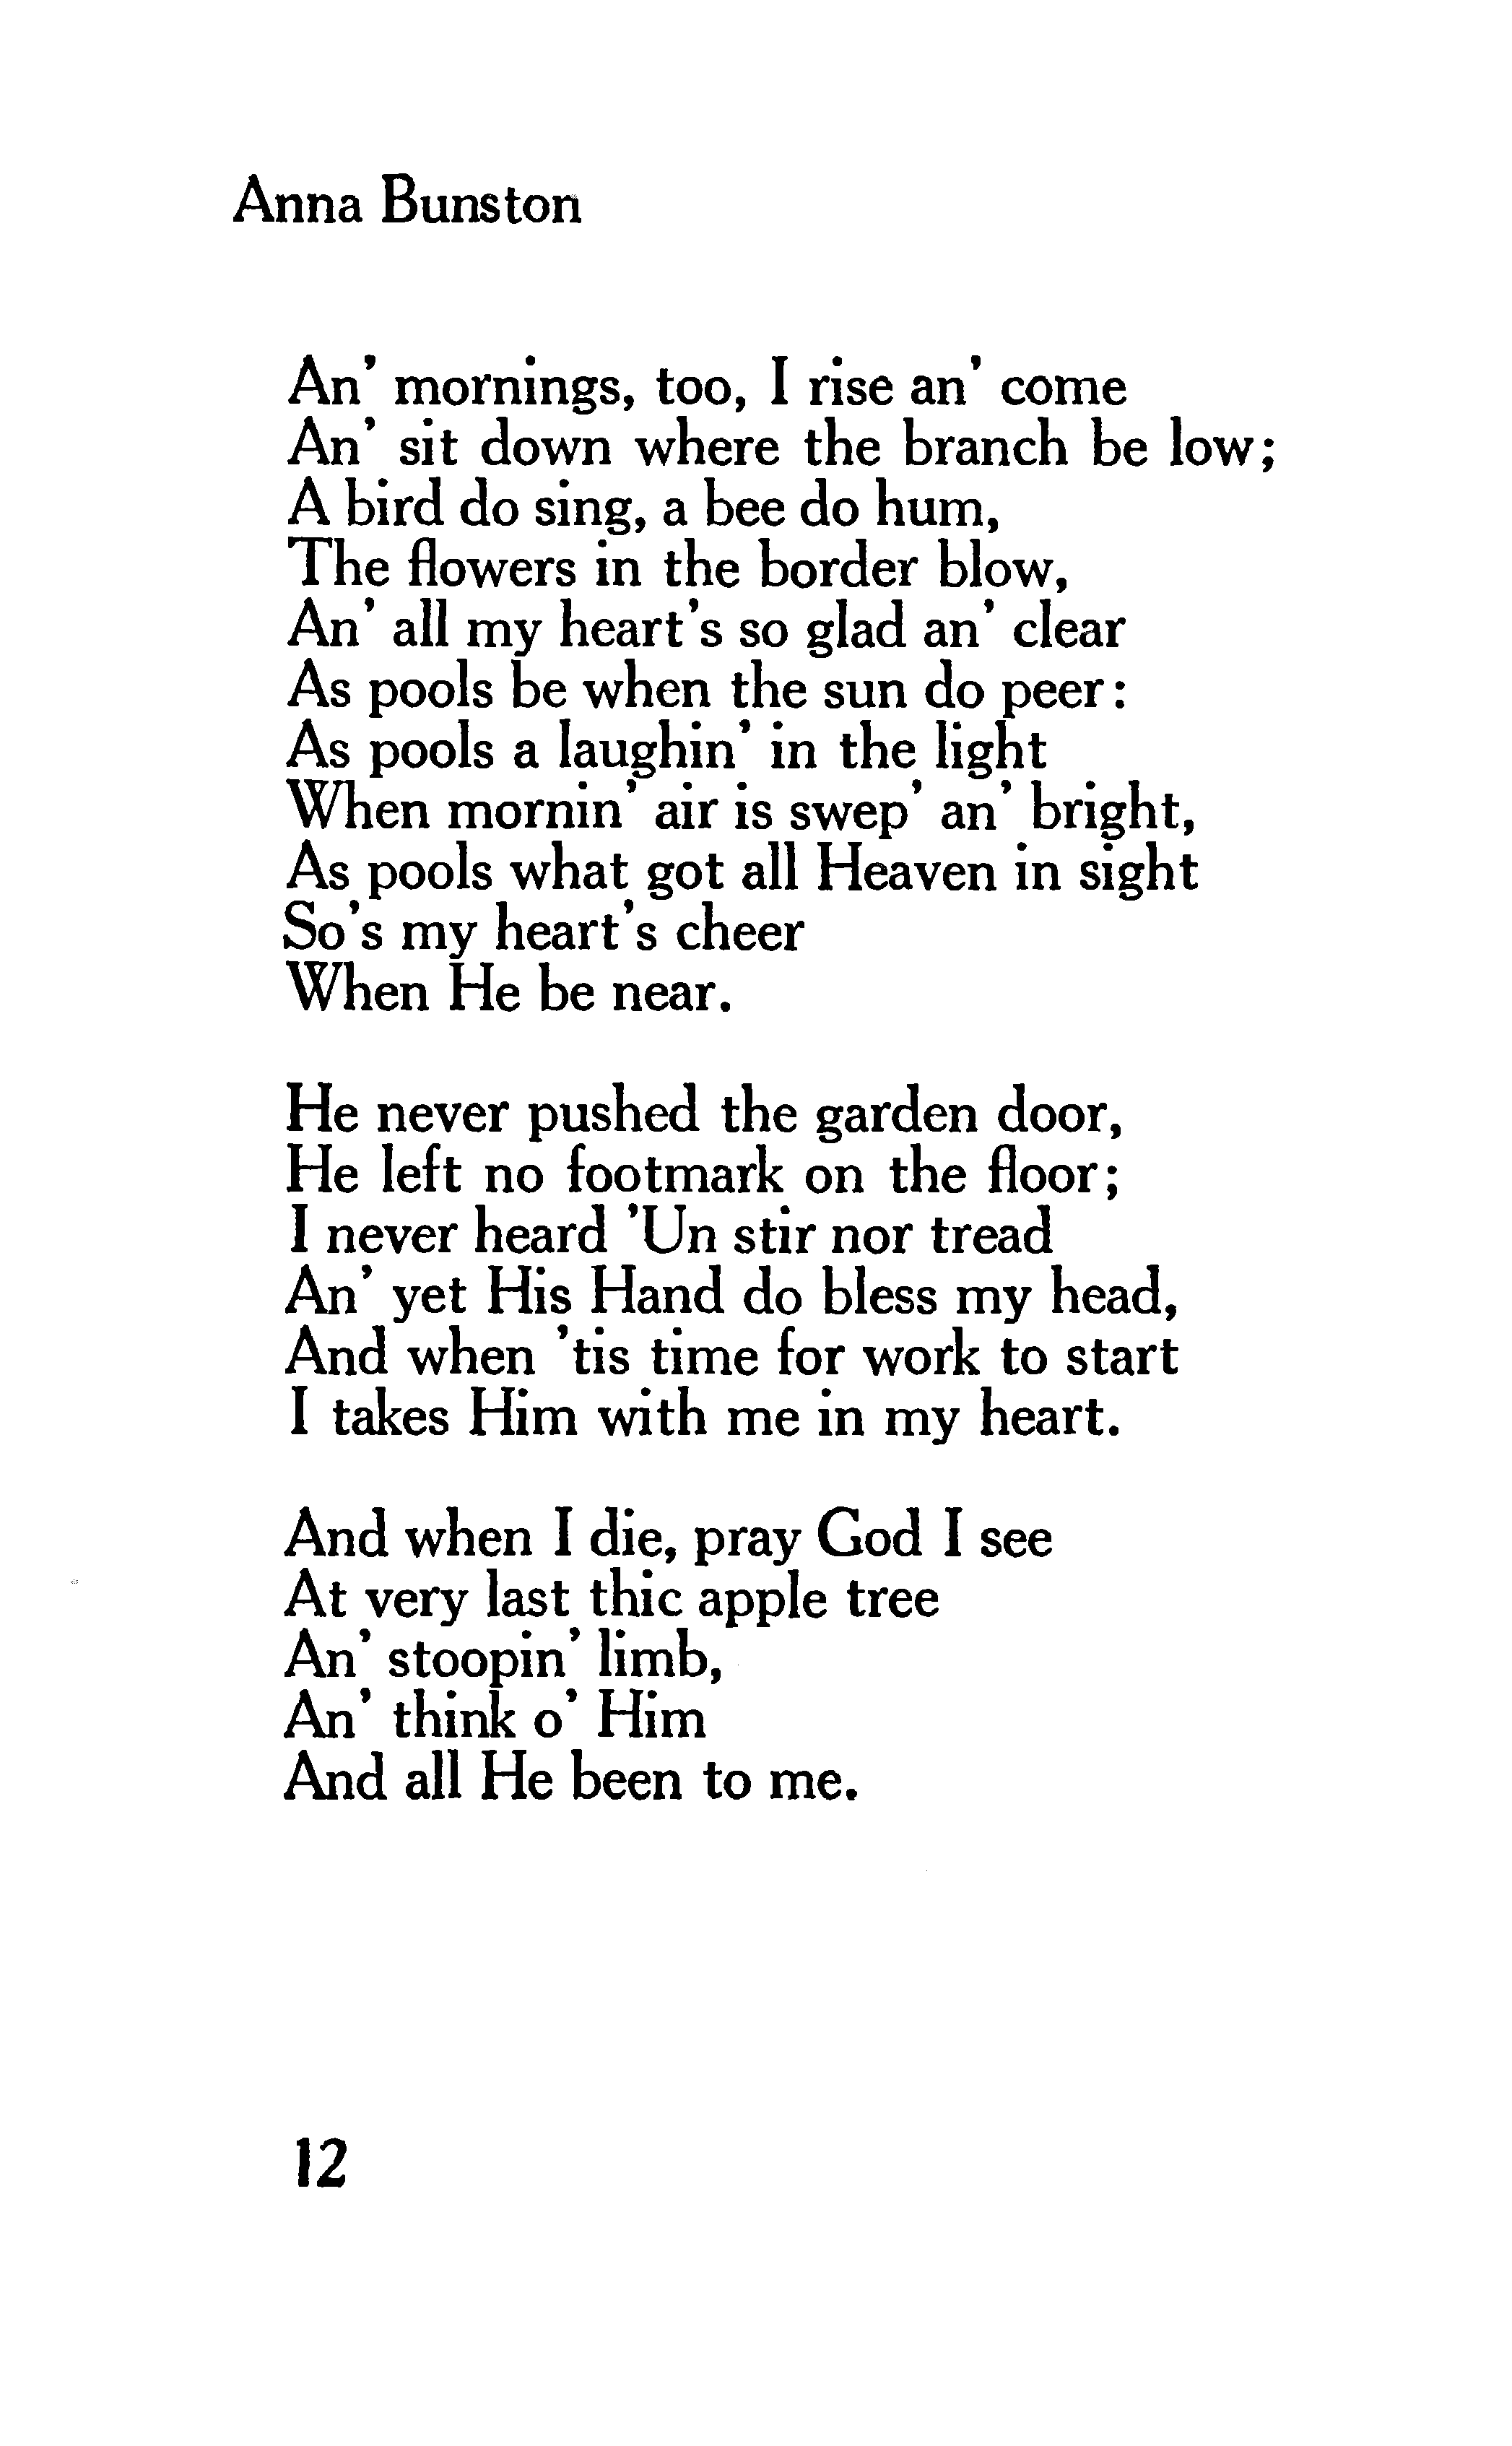 Anna Bunston
An' mornings, too, I rise an' come
An' sit down where the branch be low;
A bird do sing, a bee do hum,
The flowers in the border blow,
An' all my heart's so glad an' clear
As pools be when the sun do peer:
As pools a laughin' in the light
When mornin' air is swep' an' bright,
As pools what got all Heaven in sight
So's my heart's cheer
When He be near.
He never pushed the garden door,
He left no footmark on the floor;
I never heard 'Un stir nor tread
An' yet His Hand do bless my head,
And when 'tis time for work to start
I takes Him with me in my heart.
And when I die, pray God I see
At very last thic apple tree
An' stoopin' limb,
An' think o' Him
And all He been to me.
12